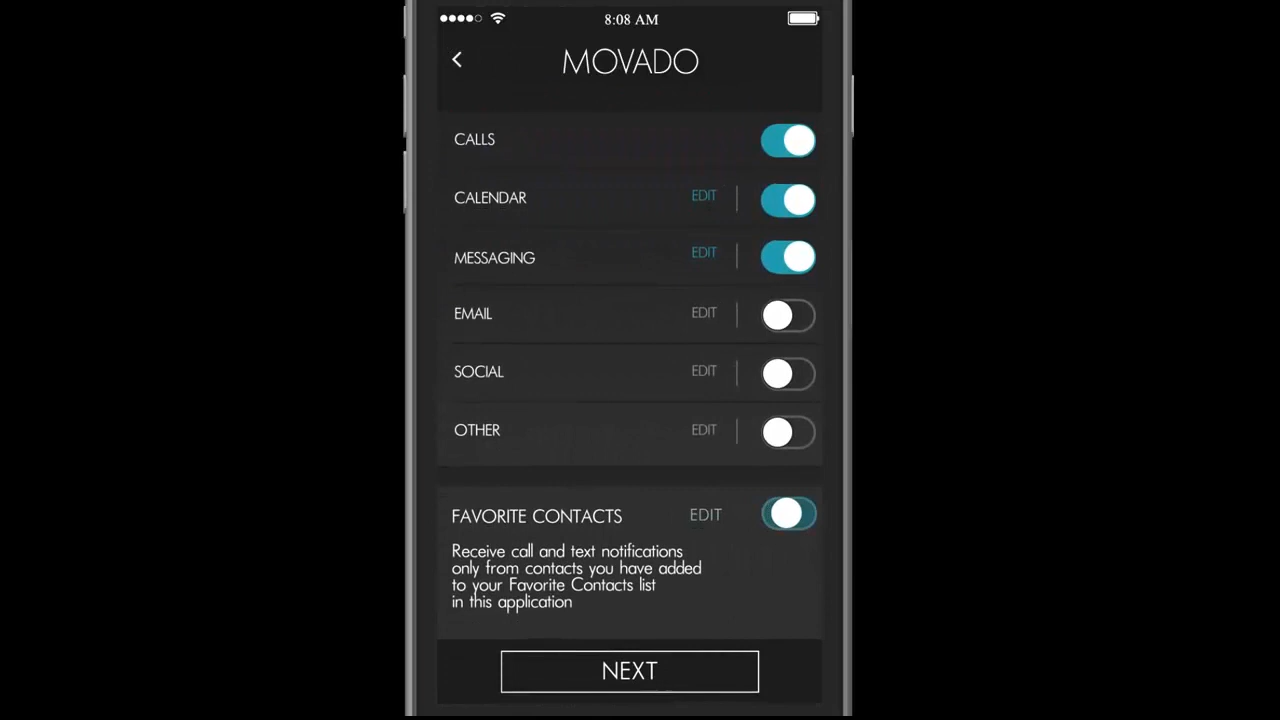 8:08 AM
MOVADO
CALLS
CALENDAR EDIT
MESSAGING EDIT
EMAIL EDIT
SOCIAL EDIT
OTHER EDIT
FAVORITE CONTACTS EDIT
Receive call and text notifications
only from contacts you have added
to your Favorite Contacts list
in this application
NEXT